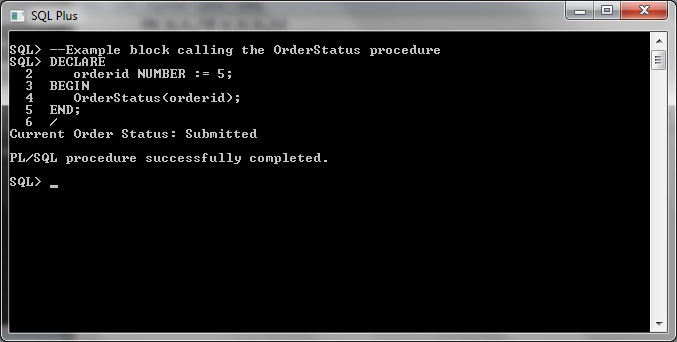 SQL Plus
SQL> --Example block calling the OrderStatus procedure
SQL> DECLARE
  2     orderid NUMBER := 5;
  3  BEGIN
  4     OrderStatus(orderid);
  5  END;
  6  /
Current Order Status: Submitted
PL/SQL procedure successfully completed.
SQL> _